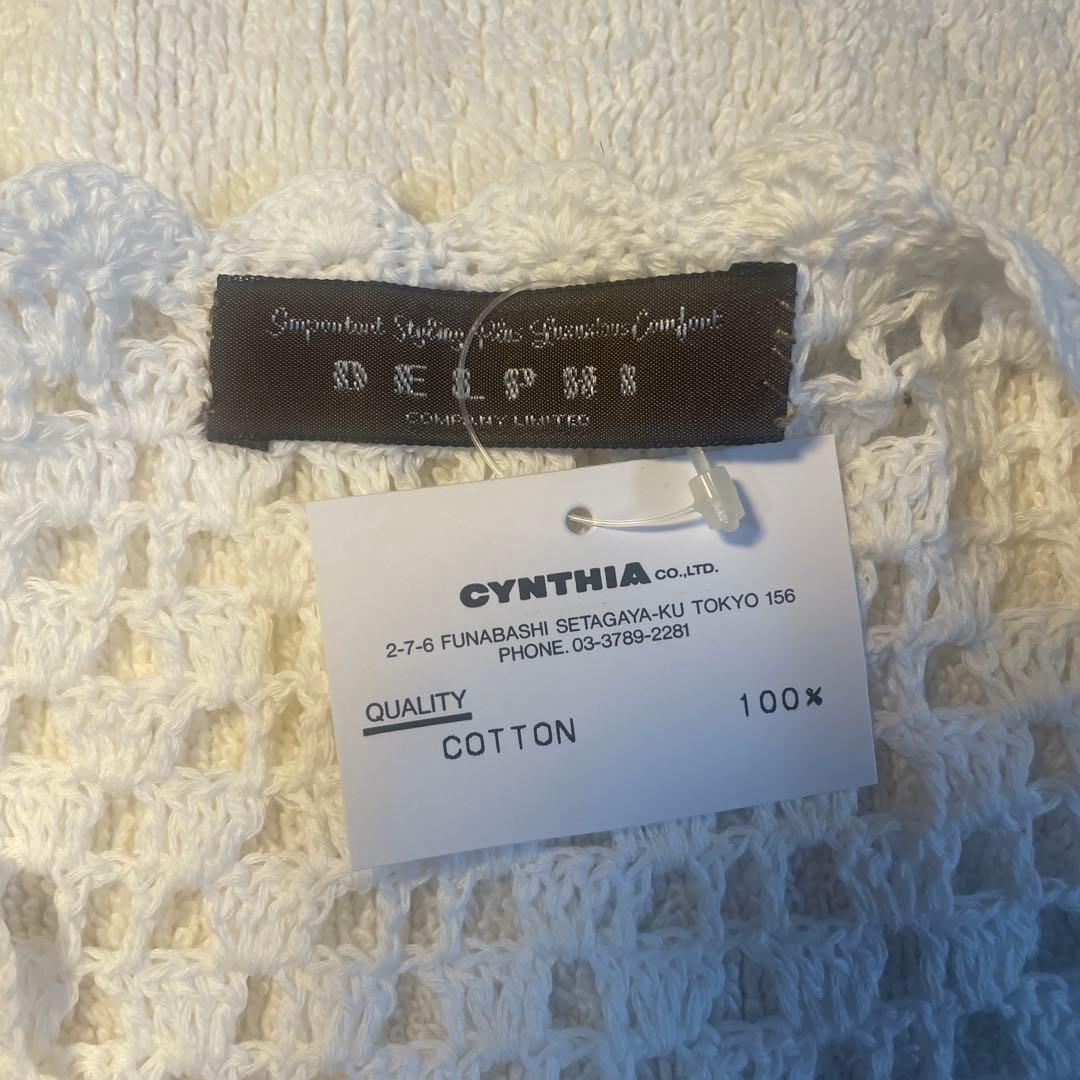 Important Styling plus Luxurious Comfort
DELPHI
COMPANY LIMITED
CYNTHIA CO.,LTD.
2-7-6 FUNABASHI SETAGAYA-KU TOKYO 156
PHONE. 03-3789-2281
QUALITY
COTTON 100%